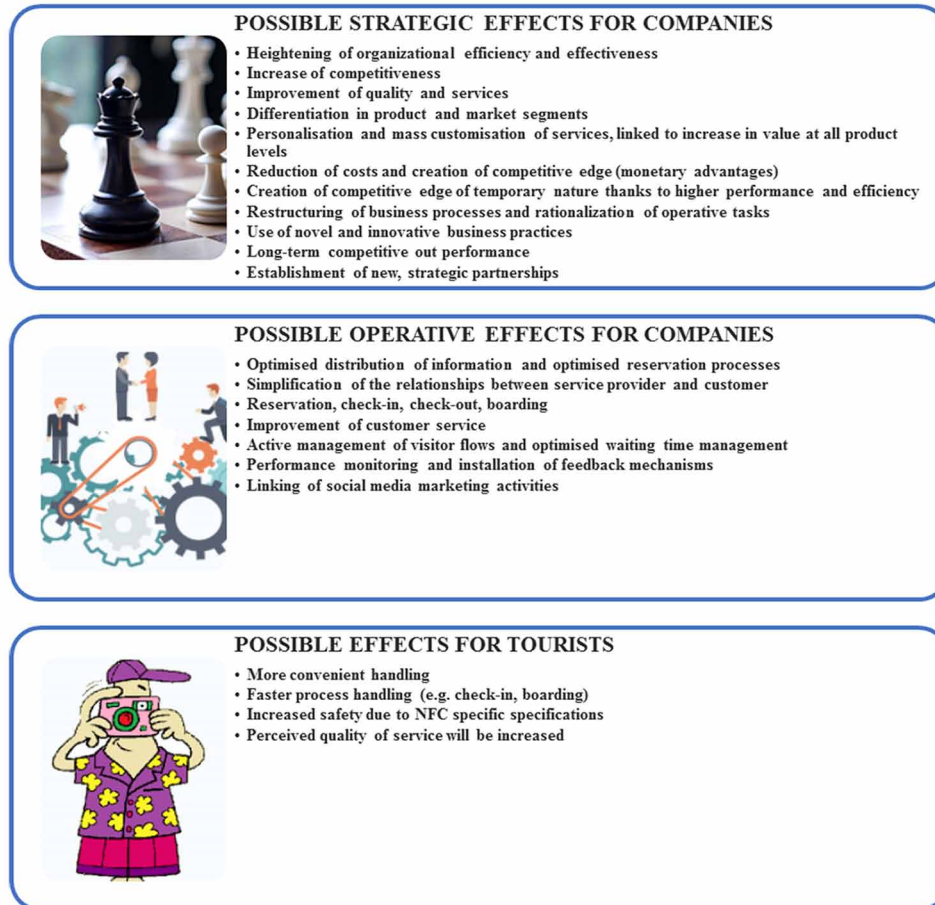 POSSIBLE STRATEGIC EFFECTS FOR COMPANIES
• Heightening of organizational efficiency and effectiveness
• Increase of competitiveness
• Improvement of quality and services
• Differentiation in product and market segments
• Personalisation and mass customisation of services, linked to increase in value at all product
levels
• Reduction of costs and creation of competitive edge (monetary advantages)
• Creation of competitive edge of temporary nature thanks to higher performance and efficiency
• Restructuring of business processes and rationalization of operative tasks
• Use of novel and innovative business practices
• Long-term competitive out performance
• Establishment of new, strategic partnerships
POSSIBLE OPERATIVE EFFECTS FOR COMPANIES
• Optimised distribution of information and optimised reservation processes
• Simplification of the relationships between service provider and customer
• Reservation, check-in, check-out, boarding
• Improvement of customer service
• Active management of visitor flows and optimised waiting time management
• Performance monitoring and installation of feedback mechanisms
• Linking of social media marketing activities
POSSIBLE EFFECTS FOR TOURISTS
• More convenient handling
• Faster process handling (e.g. check-in, boarding)
• Increased safety due to NFC specific specifications
• Perceived quality of service will be increased